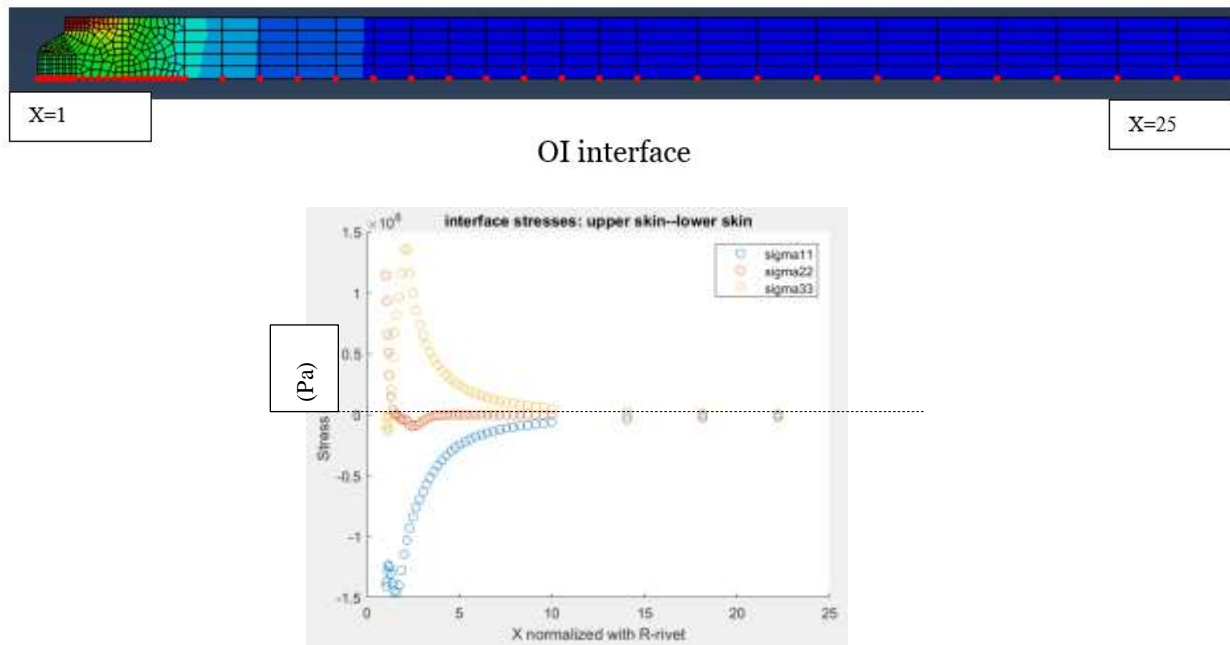 X=1
X=25
OI interface
interface stresses: upper skin--lower skin
×10⁸
sigma11
sigma22
sigma33
1.5
1
0.5
0
-0.5
-1
-1.5
(Pa)
Stress
0 5 10 15 20 25
X normalized with R-rivet